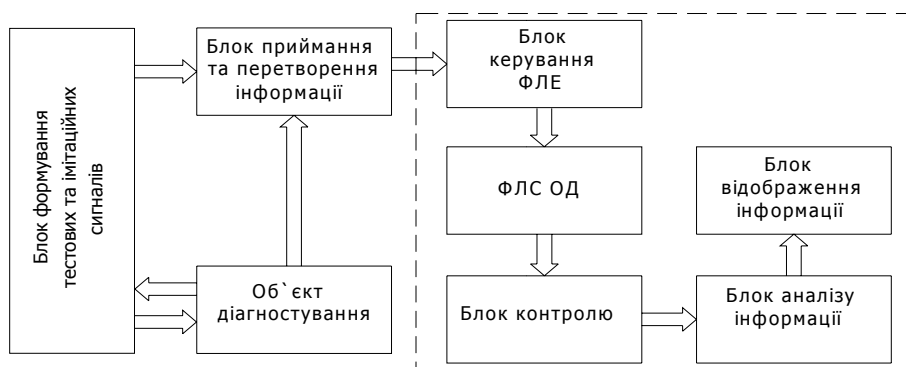 Блок формування
тестових та імітаційних
сигналів
Блок приймання
та перетворення
інформації
Об`єкт
діагностування
Блок
керування
ФЛЕ
ФЛС ОД
Блок контролю
Блок
відображення
інформації
Блок аналізу
інформації